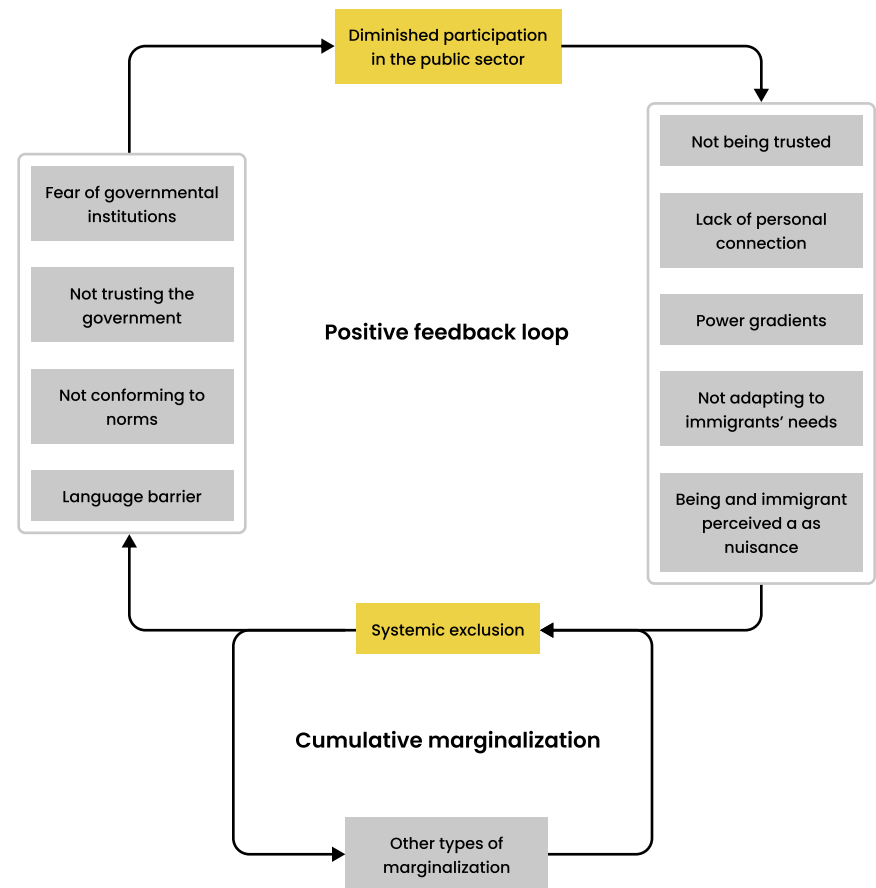 Diminished participation
in the public sector
Fear of governmental
institutions
Not trusting the
government
Not conforming to
norms
Language barrier
Positive feedback loop
Not being trusted
Lack of personal
connection
Power gradients
Not adapting to
immigrants’ needs
Being and immigrant
perceived a as
nuisance
Systemic exclusion
Cumulative marginalization
Other types of
marginalization